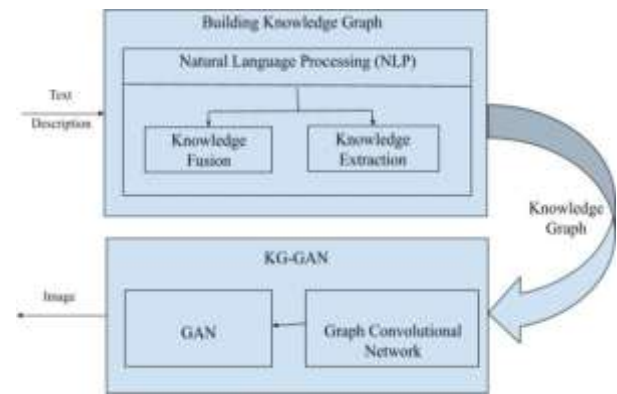 Building Knowledge Graph
Natural Language Processing (NLP)
Text
Description
Knowledge
Fusion
Knowledge
Extraction
Knowledge
Graph
KG-GAN
Image
GAN
Graph Convolutional
Network